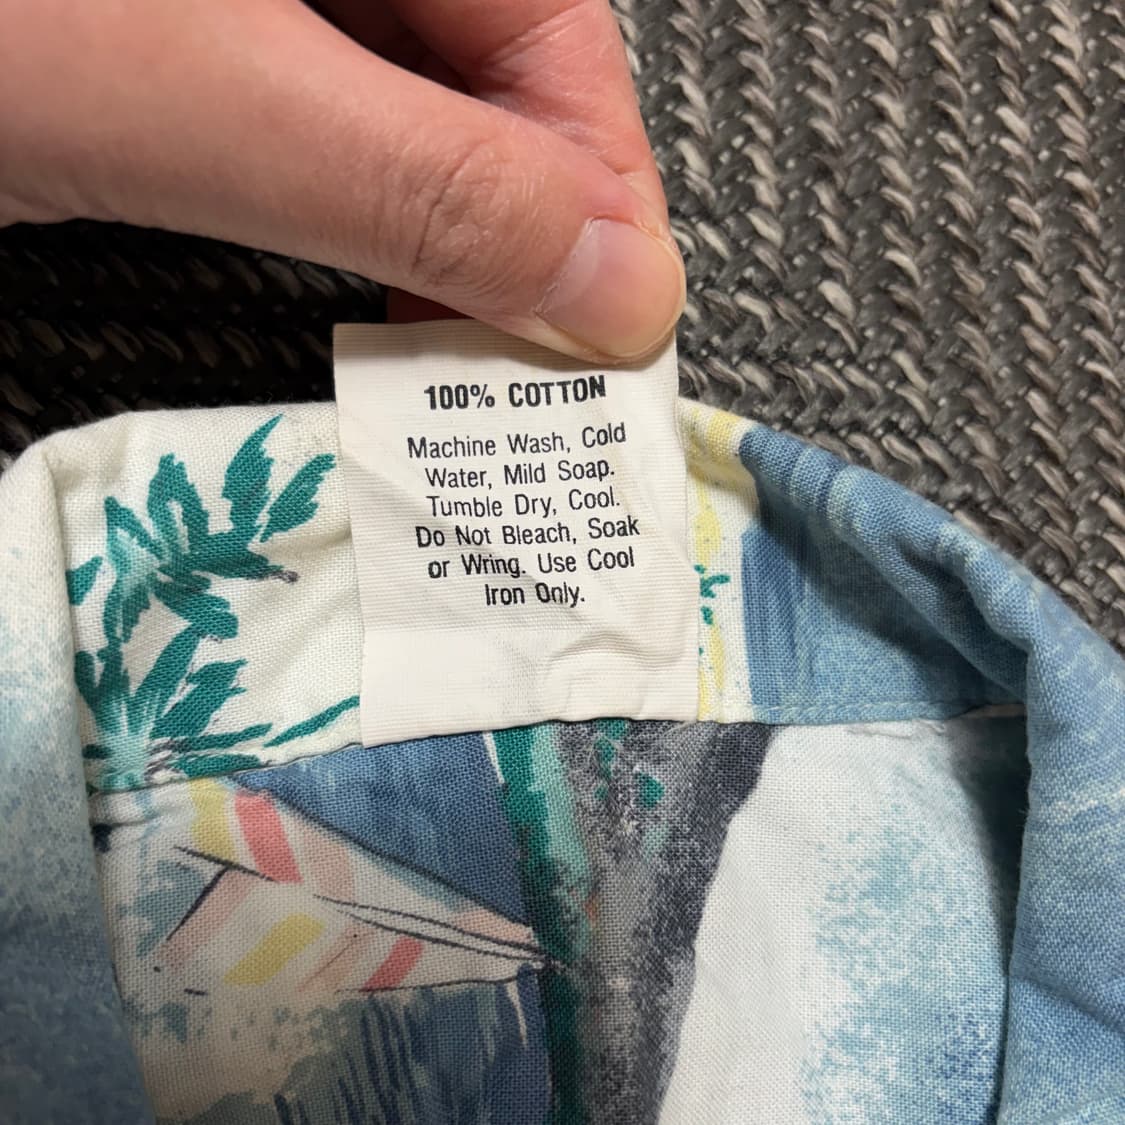 100% COTTON
Machine Wash, Cold
Water, Mild Soap.
Tumble Dry, Cool.
Do Not Bleach, Soak
or Wring. Use Cool
Iron Only.